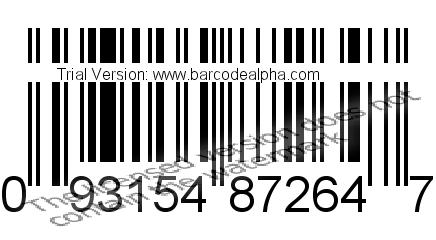 Trial Version: www.barcodealpha.com
The licensed version does not
contain the watermark
0 93154 87264 7